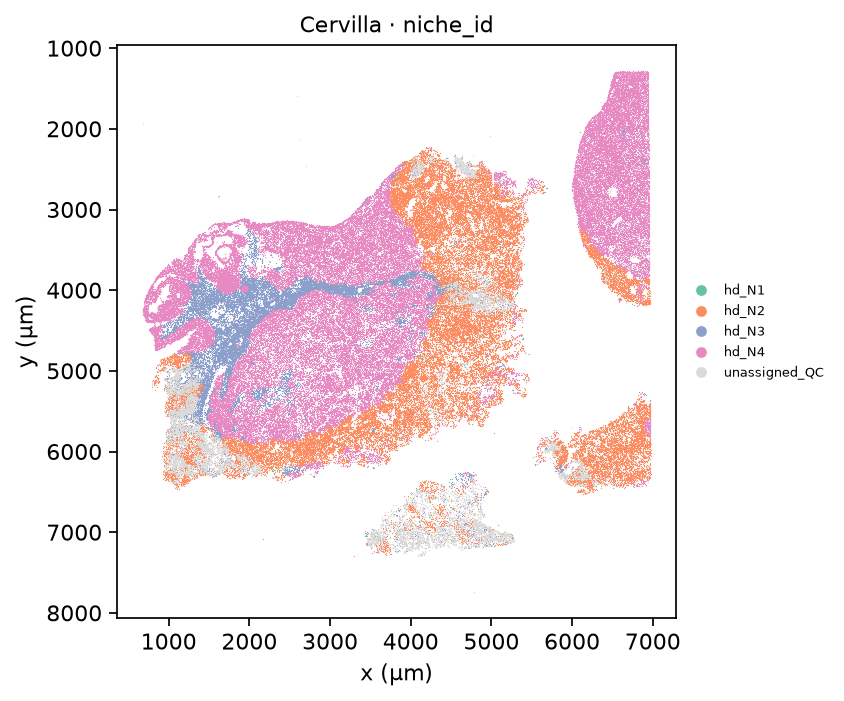 Cervilla · niche_id
1000
2000
3000
4000
5000
6000
7000
8000
y (µm)
1000 2000 3000 4000 5000 6000 7000
x (µm)
hd_N1
hd_N2
hd_N3
hd_N4
unassigned_QC